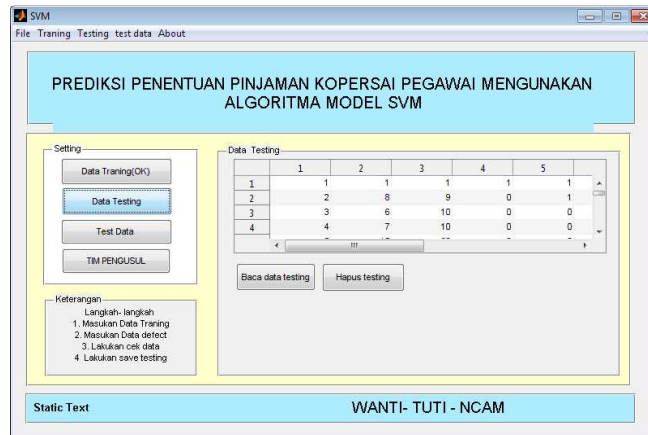 SVM
File Traning Testing test data About
PREDIKSI PENENTUAN PINJAMAN KOPERSAI PEGAWAI MENGUNAKAN
ALGORITMA MODEL SVM
Setting
Data Traning(OK)
Data Testing
Test Data
TIM PENGUSUL
Keterangan
Langkah- langkah
1. Masukan Data Traning
2. Masukan Data defect
3. Lakukan cek data
4 Lakukan save testing
Data Testing
1 2 3 4 5
1 1 1 1 1 1
2 2 8 9 0 1
3 3 6 10 0 0
4 4 7 10 0 0
Baca data testing Hapus testing
Static Text WANTI- TUTI - NCAM